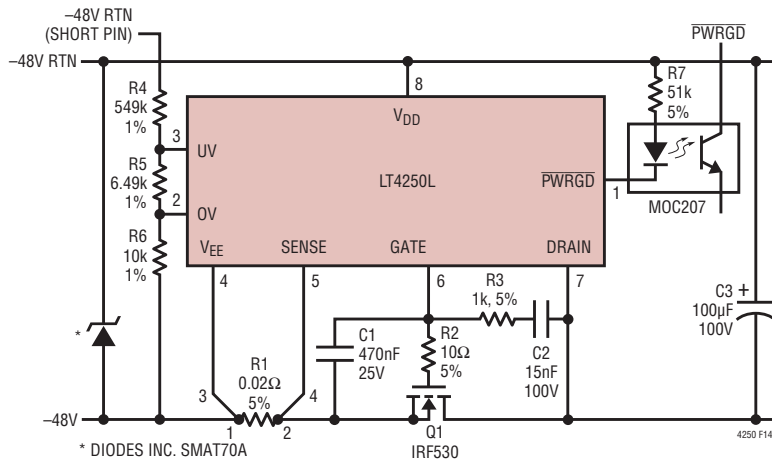 –48V RTN
(SHORT PIN)
–48V RTN
PWRGD
R4
549k
1%
R7
51k
5%
8
VDD
3
UV
R5
6.49k
1%
LT4250L
PWRGD
1
MOC207
2
OV
R6
10k
1%
VEE
SENSE
GATE
DRAIN
4
5
6
7
R3
1k, 5%
C3
100µF
100V
+
*
C1
470nF
25V
R2
10Ω
5%
C2
15nF
100V
R1
0.02Ω
5%
3
4
–48V
1
2
Q1
IRF530
* DIODES INC. SMAT70A
4250 F14